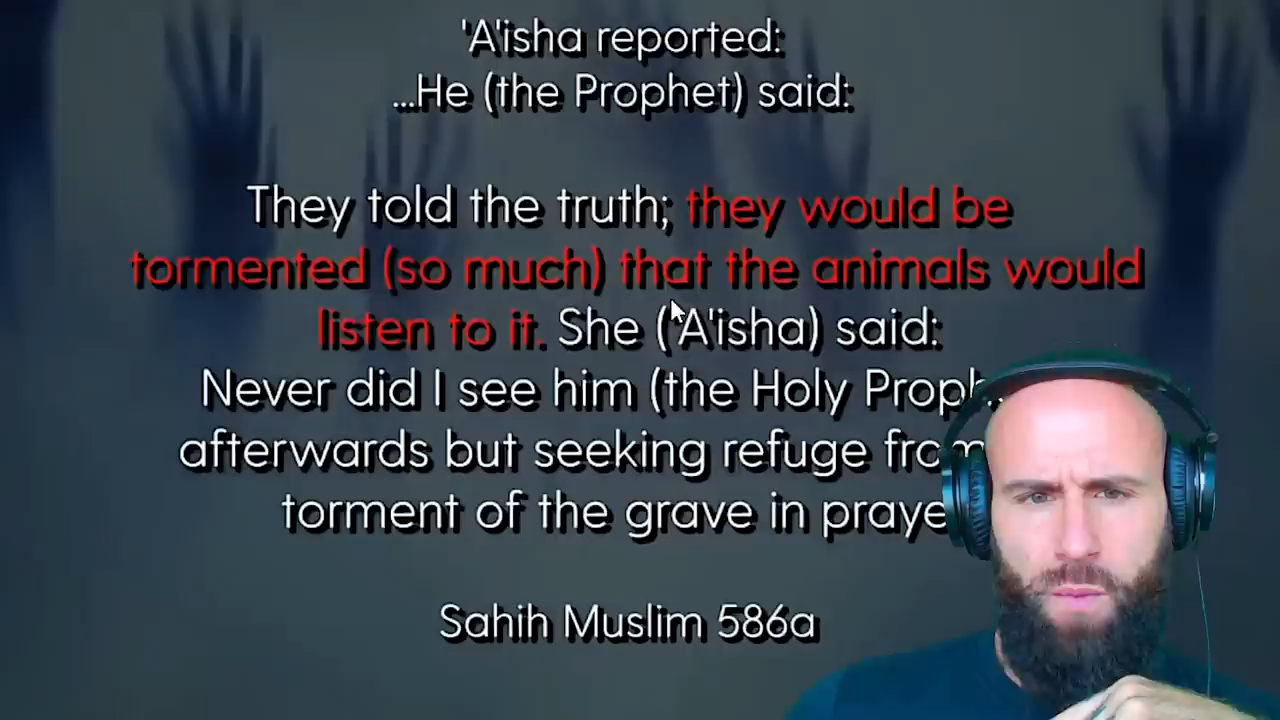 'A'isha reported:
...He (the Prophet) said:
They told the truth; they would be
tormented (so much) that the animals would
listen to it. She ('A'isha) said:
Never did I see him (the Holy
afterwards but seeking refuge from
torment of the grave in
Sahih Muslim 586a